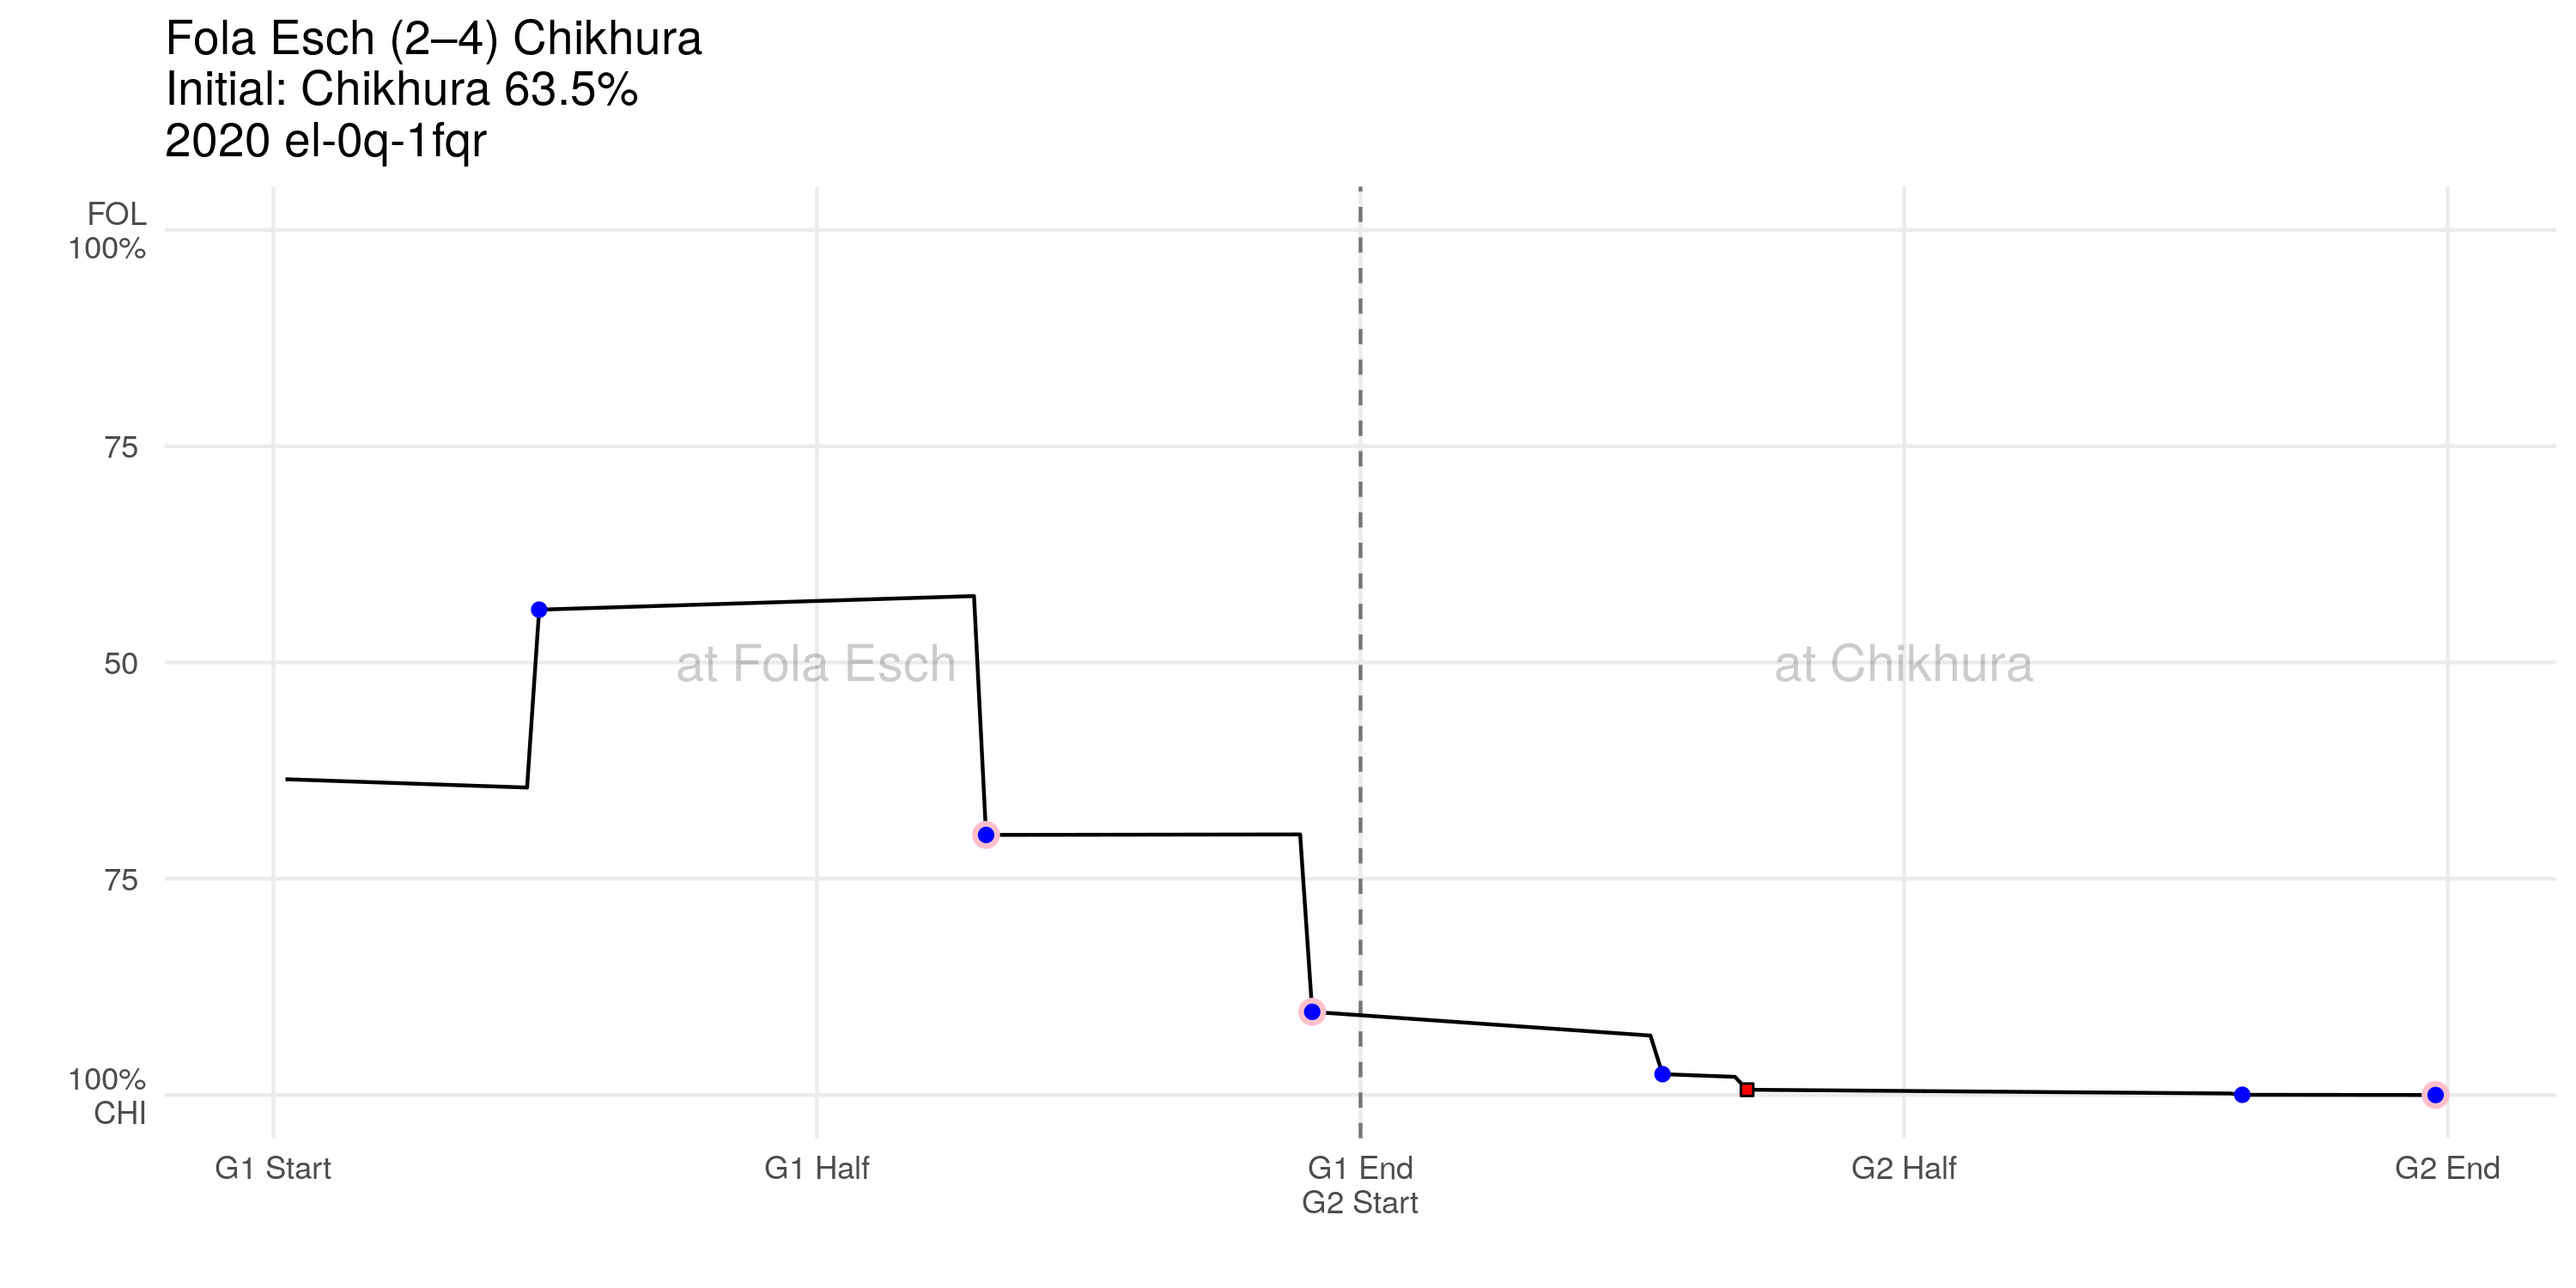 Fola Esch (2–4) Chikhura
Initial: Chikhura 63.5%
2020 el-0q-1fqr
FOL
100%
75
50
75
100%
CHI
at Fola Esch
at Chikhura
G1 Start
G1 Half
G1 End
G2 Start
G2 Half
G2 End